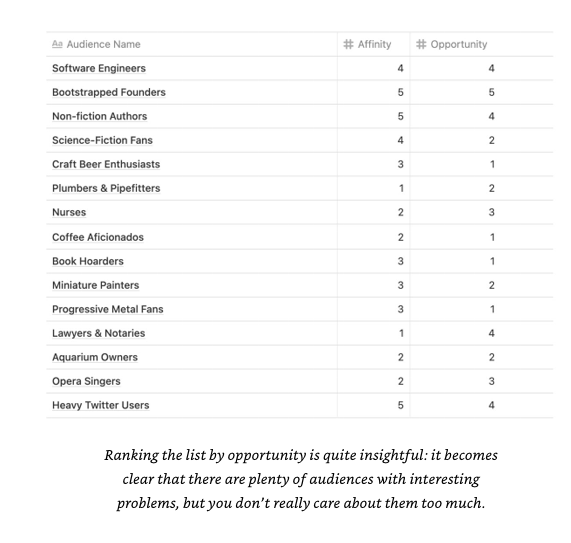 Audience Name Affinity Opportunity
Software Engineers 4 4
Bootstrapped Founders 5 5
Non-fiction Authors 5 4
Science-Fiction Fans 4 2
Craft Beer Enthusiasts 3 1
Plumbers & Pipefitters 1 2
Nurses 2 3
Coffee Aficionados 2 1
Book Hoarders 3 1
Miniature Painters 3 2
Progressive Metal Fans 3 1
Lawyers & Notaries 1 4
Aquarium Owners 2 2
Opera Singers 2 3
Heavy Twitter Users 5 4
Ranking the list by opportunity is quite insightful: it becomes
clear that there are plenty of audiences with interesting
problems, but you don’t really care about them too much.